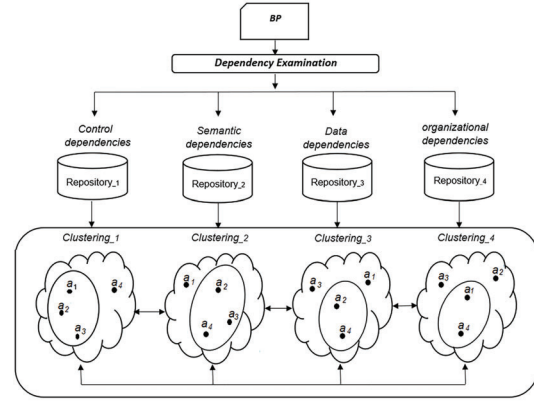 BP
Dependency Examination
Control
dependencies
Semantic
dependencies
Data
dependencies
organizational
dependencies
Repository_1
Repository_2
Repository_3
Repository_4
Clustering_1
Clustering_2
Clustering_3
Clustering_4
a1
a4
a2
a3
a1
a2
a3
a4
a3
a1
a2
a4
a3
a2
a1
a4